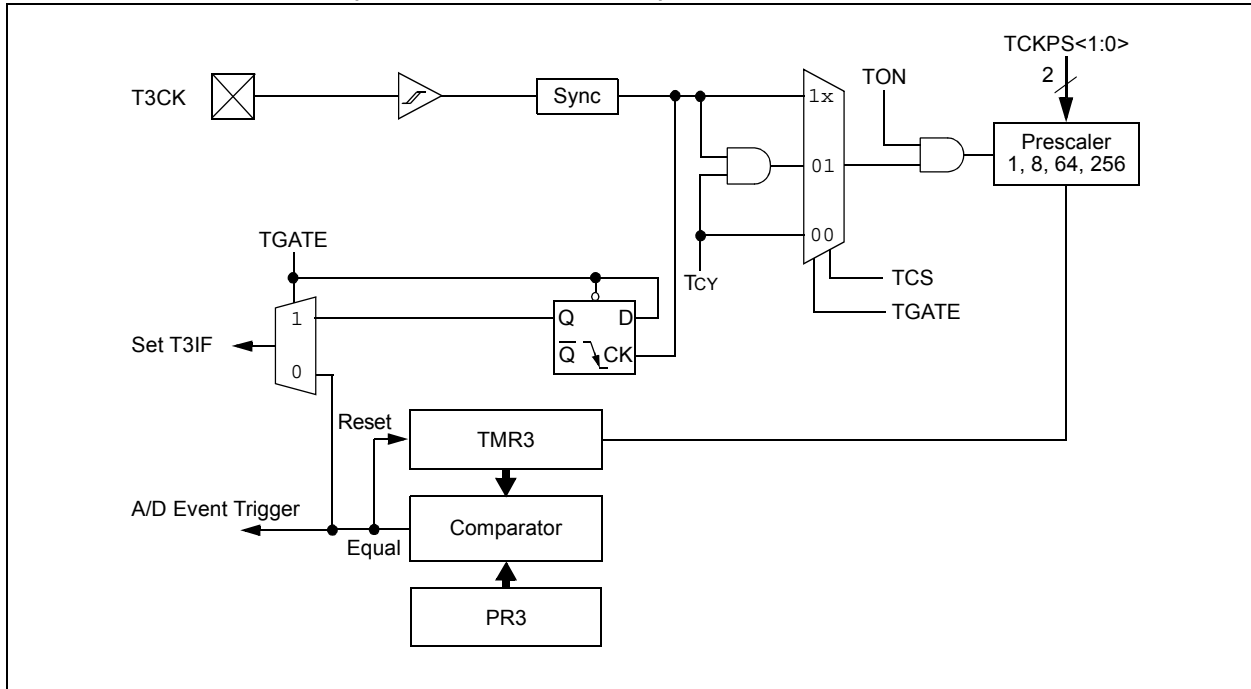 TCKPS<1:0>
2
TON
T3CK
Sync
1x
Prescaler
1, 8, 64, 256
01
00
TGATE
TCY
TCS
TGATE
1
Q
D
Set T3IF
Q CK
0
Reset
TMR3
A/D Event Trigger
Equal
Comparator
PR3